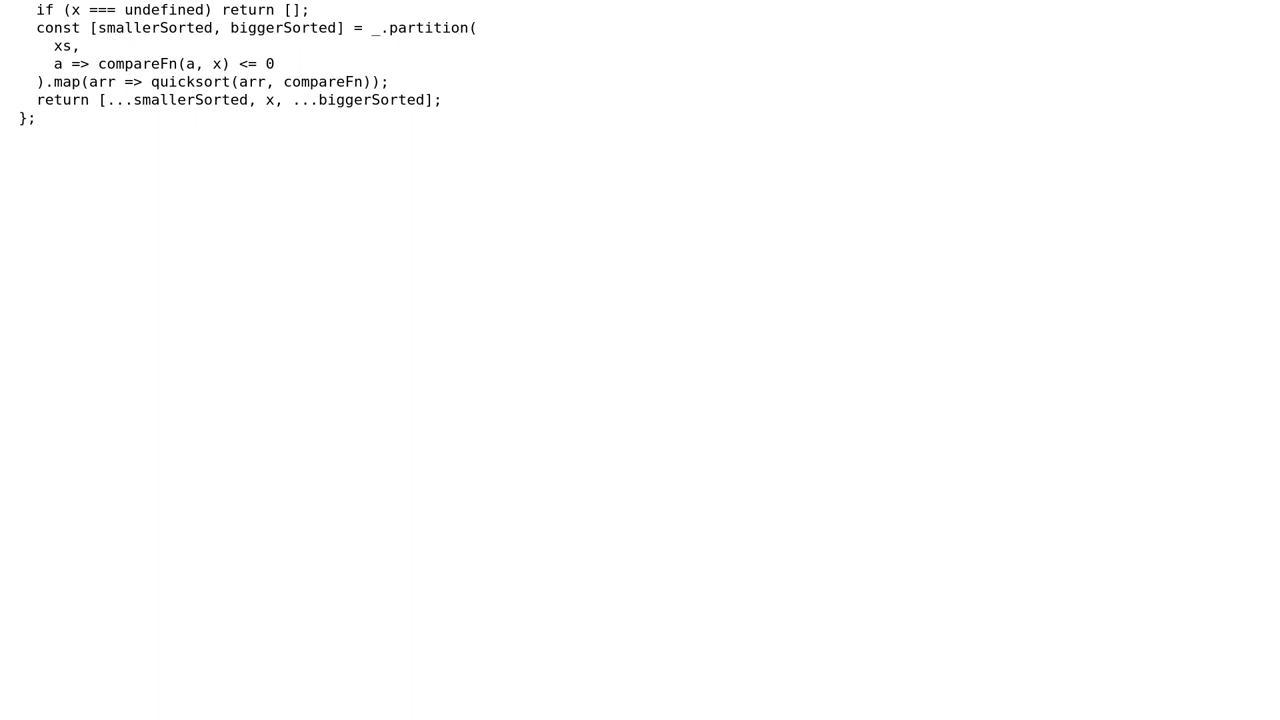 if (x === undefined) return [];
  const [smallerSorted, biggerSorted] = _.partition(
    xs,
    a => compareFn(a, x) <= 0
  ).map(arr => quicksort(arr, compareFn));
  return [...smallerSorted, x, ...biggerSorted];
};